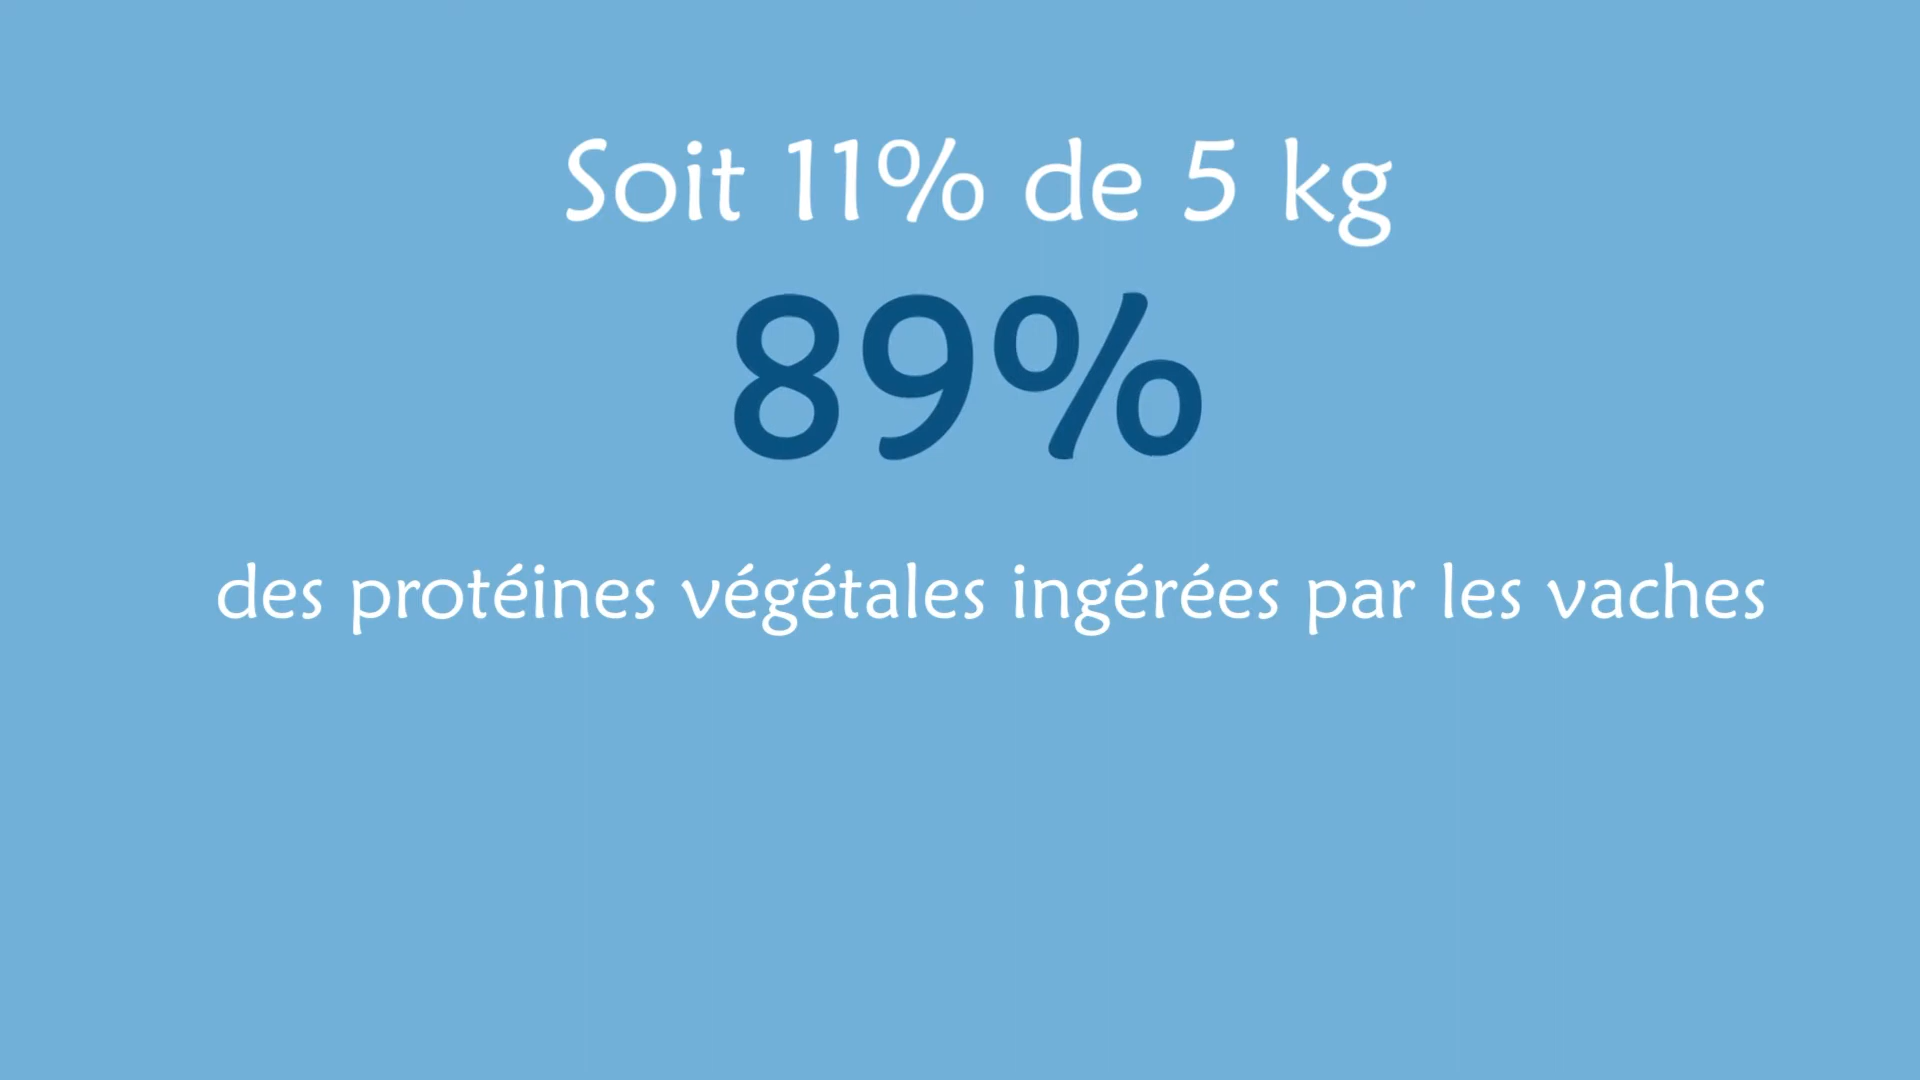 Soit 11% de 5 kg
89%
des protéines végétales ingérées par les vaches